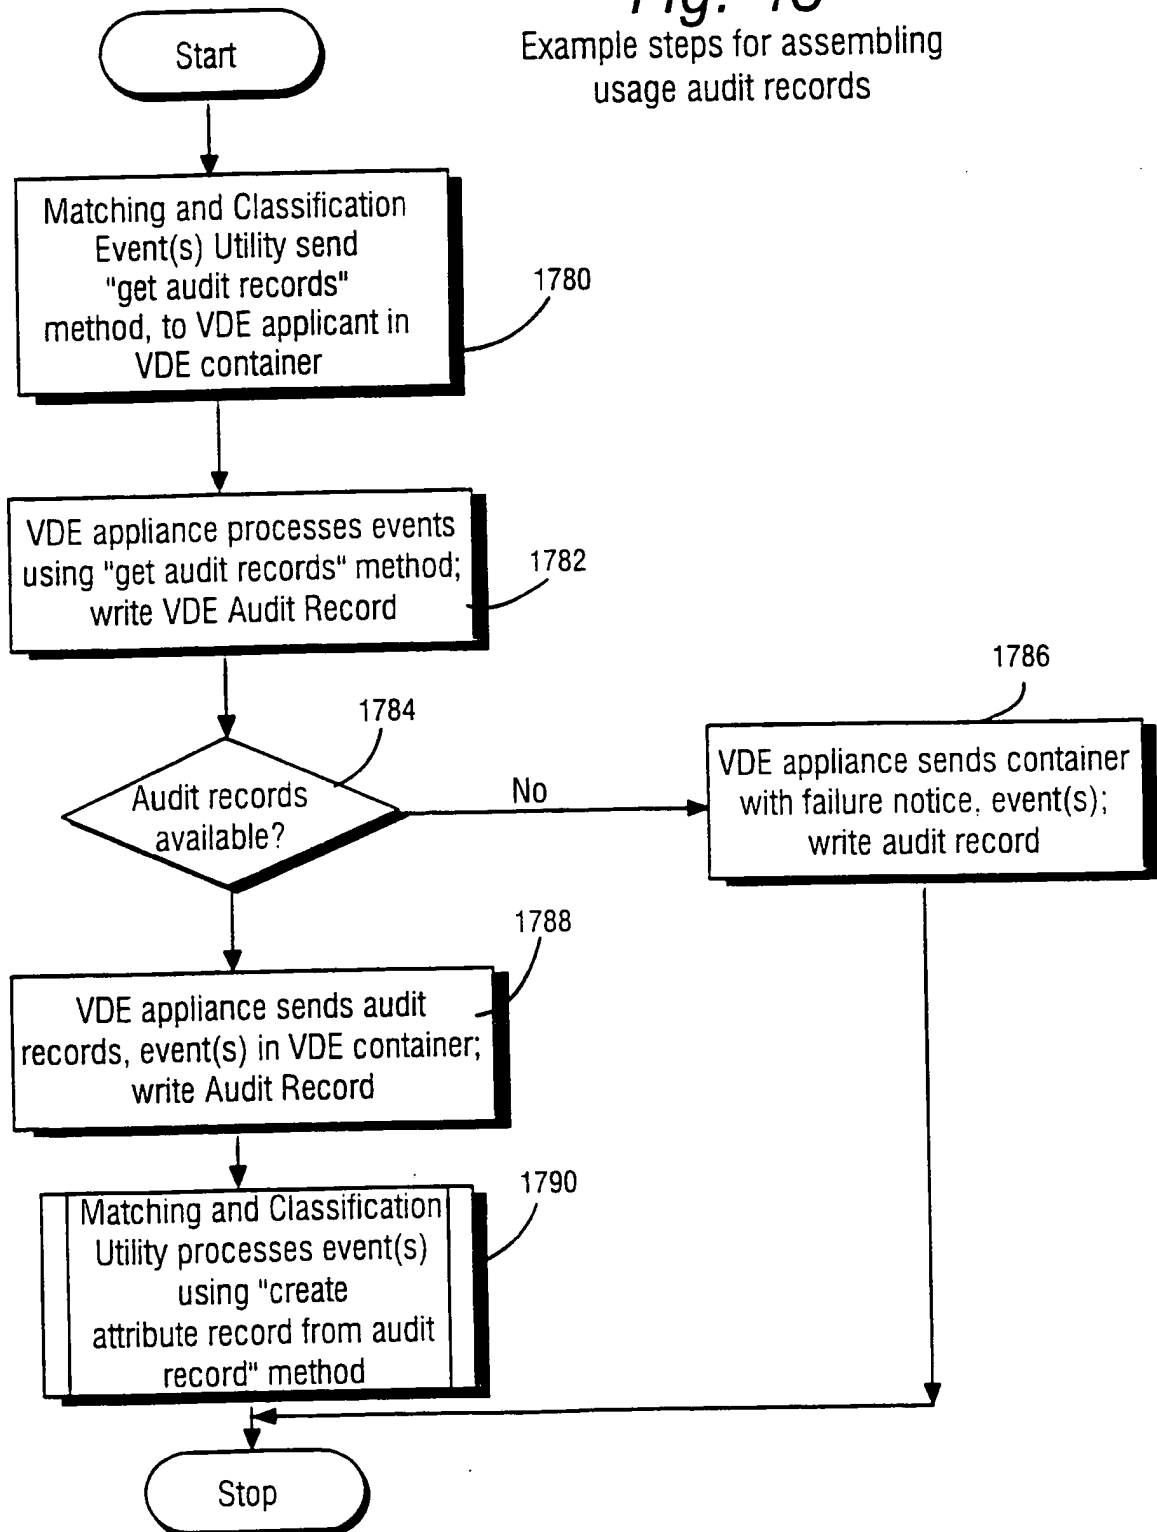 Start
Example steps for assembling
usage audit records
Matching and Classification
Event(s) Utility send
"get audit records"
method, to VDE applicant in
VDE container
1780
VDE appliance processes events
using "get audit records" method;
write VDE Audit Record
1782
1784
Audit records
available?
No
1786
VDE appliance sends container
with failure notice, event(s);
write audit record
1788
VDE appliance sends audit
records, event(s) in VDE container;
write Audit Record
1790
Matching and Classification
Utility processes event(s)
using "create
attribute record from audit
record" method
Stop